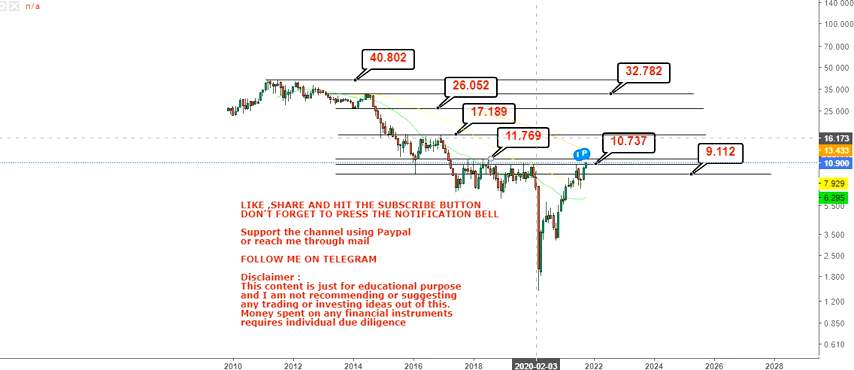 n/a
140.000
100.000
70.000
50.000
35.000
25.000
40.802
32.782
26.052
17.189
11.769
10.737
9.112
LP
16.173
13.433
10.900
7.929
6.295
5.500
3.500
2.500
1.800
1.200
0.850
0.610
LIKE ,SHARE AND HIT THE SUBSCRIBE BUTTON
DON'T FORGET TO PRESS THE NOTIFICATION BELL
Support the channel using Paypal
or reach me through mail
FOLLOW ME ON TELEGRAM
Disclaimer :
This content is just for educational purpose
and I am not recommending or suggesting
any trading or investing ideas out of this.
Money spent on any financial instruments
requires individual due diligence
2010 2012 2014 2016 2018 2020-02-03 2022 2024 2026 2028